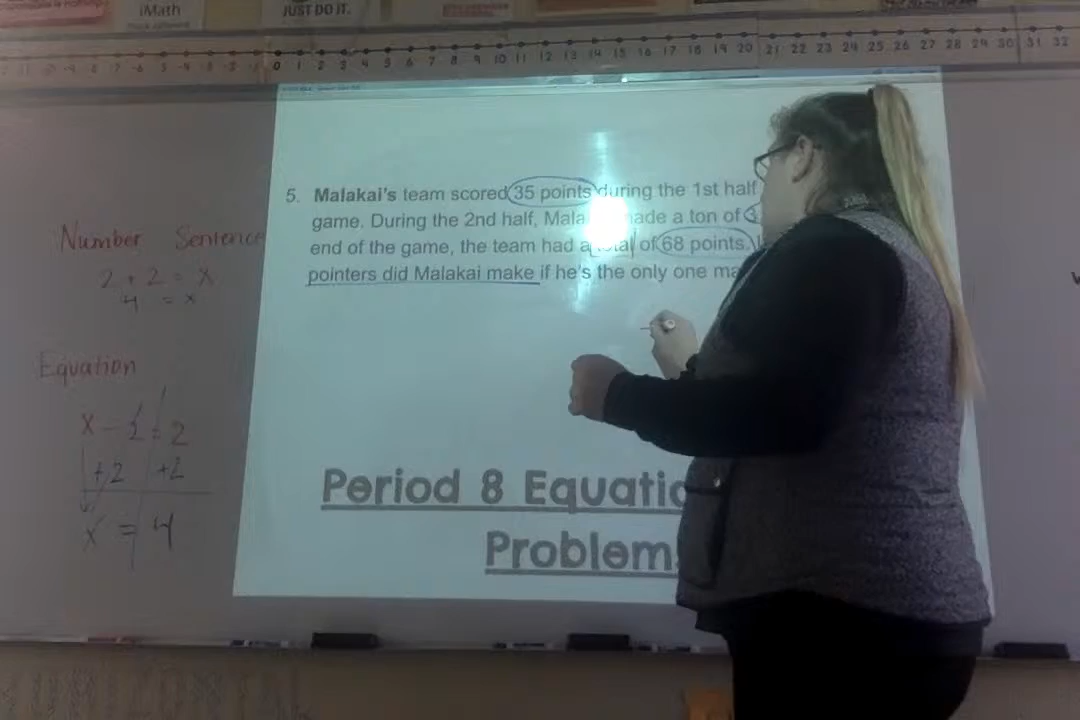 iMath
JUST DO IT.
0 1 2 3 4 5 6 7 8 9 10 11 12 13 14 15 16 17 18 19 20 21 22 23 24 25 26 27 28 29 30 31 32
5. Malakai's team scored 35 points during the 1st half
game. During the 2nd half, Mala made a ton of 3
end of the game, the team had a total of 68 points.
pointers did Malakai make if he's the only one ma
Number Sentence
2 + 2 = x
4 = x
Equation
x - 2 = 2
+2 +2
x = 4
Period 8 Equatio
Problem